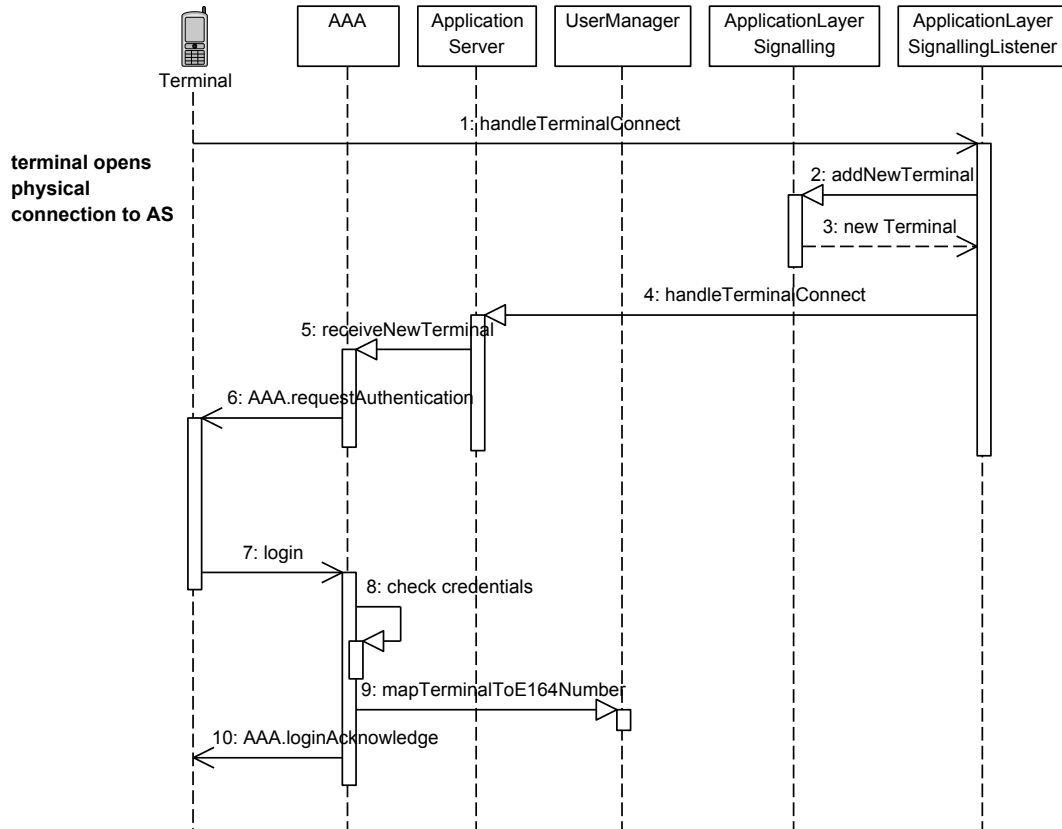 AAA
Application
Server
UserManager
ApplicationLayer
Signalling
ApplicationLayer
SignallingListener
Terminal
1: handleTerminalConnect
terminal opens
physical
connection to AS
2: addNewTerminal
3: new Terminal
4: handleTerminalConnect
5: receiveNewTerminal
6: AAA.requestAuthentication
7: login
8: check credentials
9: mapTerminalToE164Number
10: AAA.loginAcknowledge